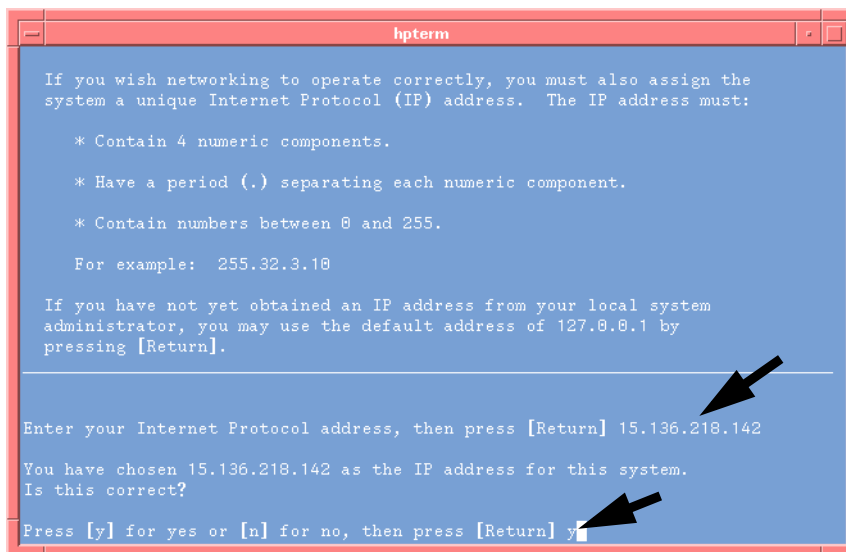 hpterm
If you wish networking to operate correctly, you must also assign the
system a unique Internet Protocol (IP) address.  The IP address must:
* Contain 4 numeric components.
* Have a period (.) separating each numeric component.
* Contain numbers between 0 and 255.
For example:  255.32.3.10
If you have not yet obtained an IP address from your local system
administrator, you may use the default address of 127.0.0.1 by
pressing [Return].
Enter your Internet Protocol address, then press [Return] 15.136.218.142
You have chosen 15.136.218.142 as the IP address for this system.
Is this correct?
Press [y] for yes or [n] for no, then press [Return] y